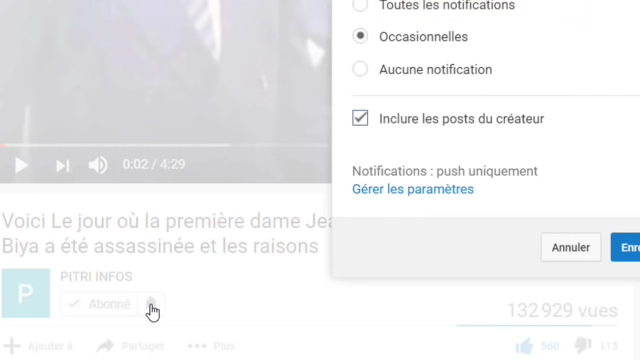 Toutes les notifications
Occasionnelles
Aucune notification
Inclure les posts du créateur
0:02 / 4:29
Notifications : push uniquement
Gérer les paramètres
Voici Le jour où la première dame Jea
Biya a été assassinée et les raisons
Annuler
Enre
PITRI INFOS
P
Abonné
132 929 vues
Ajouter à
Partager
Plus
560
113